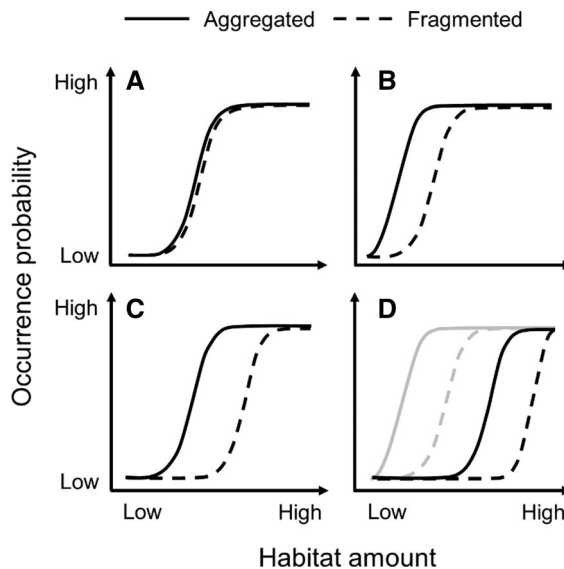 Aggregated Fragmented
A
B
High
Low
C
D
High
Low
Low High
Low High
Occurrence probability
Habitat amount